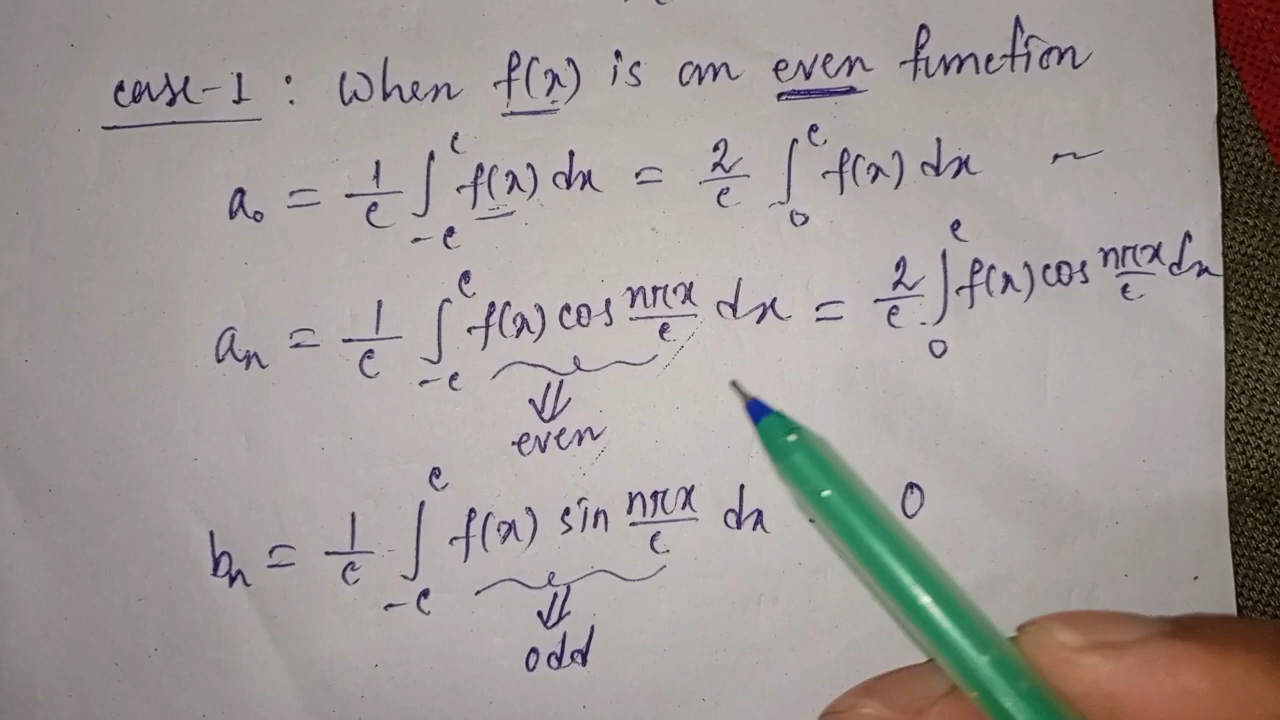 case-1 : When f(x) is an even function
a₀ = 1/c ∫_{-c}^{c} f(x) dx = 2/c ∫_{0}^{c} f(x) dx ~
aₙ = 1/c ∫_{-c}^{c} f(x) cos nπx/c dx = 2/c ∫_{0}^{c} f(x) cos nπx/c dx
⇓
even
bₙ = 1/c ∫_{-c}^{c} f(x) sin nπx/c dx 0
⇓
odd